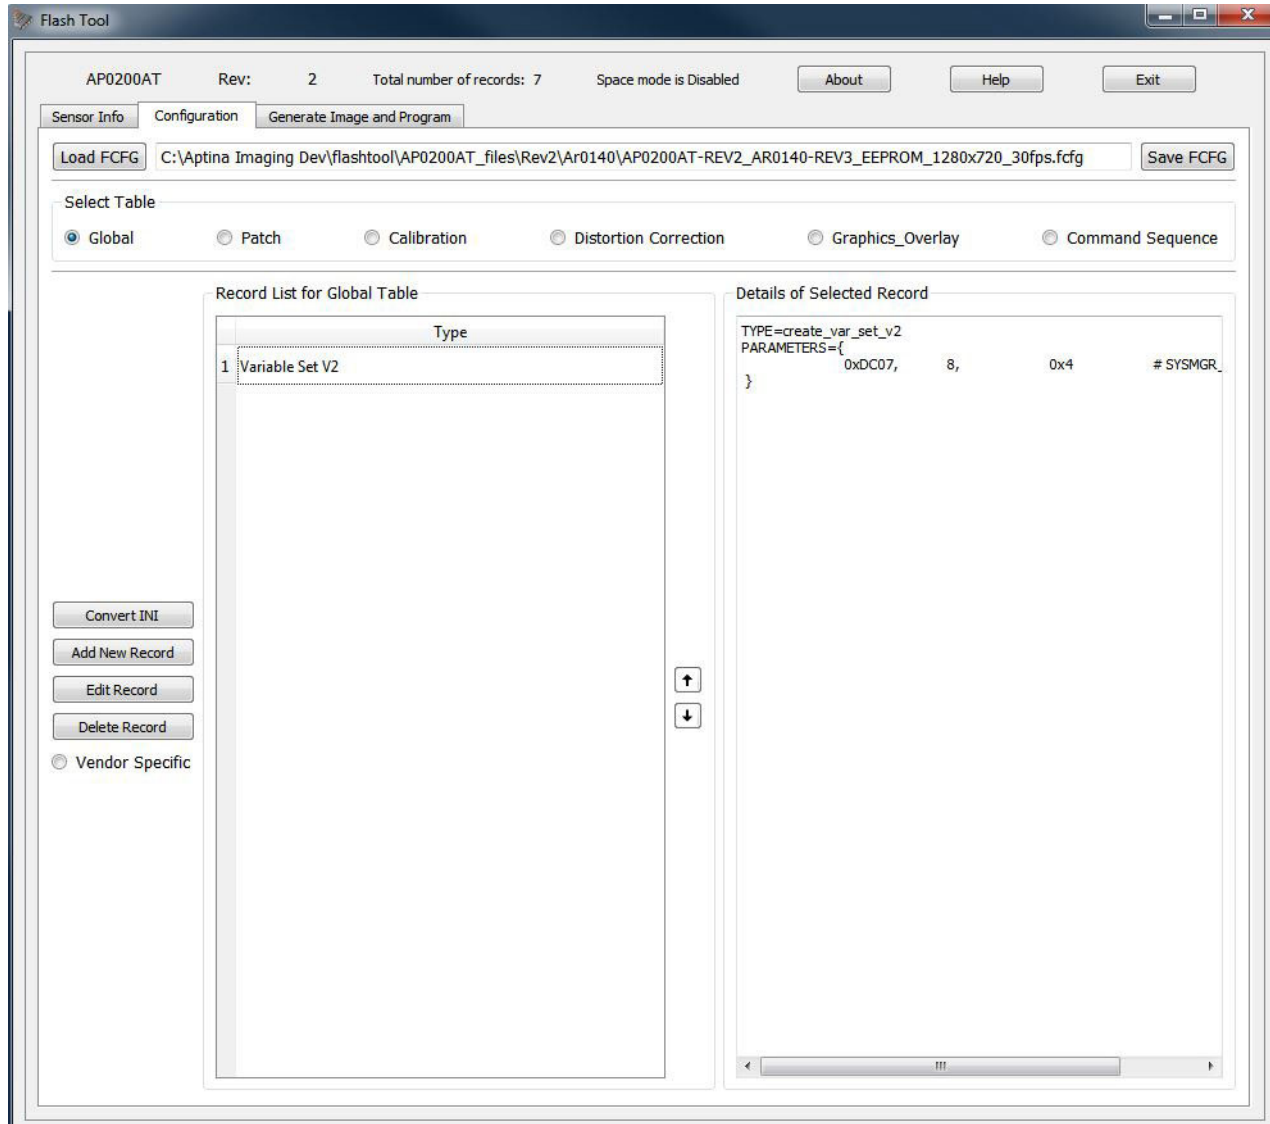 Flash Tool
AP0200AT Rev: 2 Total number of records: 7 Space mode is Disabled About Help Exit
Sensor Info Configuration Generate Image and Program
Load FCFG C:\Aptina Imaging Dev\flashtool\AP0200AT_files\Rev2\Ar0140\AP0200AT-REV2_AR0140-REV3_EEPROM_1280x720_30fps.fcfg Save FCFG
Select Table
Global Patch Calibration Distortion Correction Graphics_Overlay Command Sequence
Record List for Global Table
Type
1 Variable Set V2
Details of Selected Record
TYPE=create_var_set_v2
PARAMETERS={
0xDC07, 8, 0x4 # SYSMGR_
}
Convert INI
Add New Record
Edit Record
Delete Record
Vendor Specific